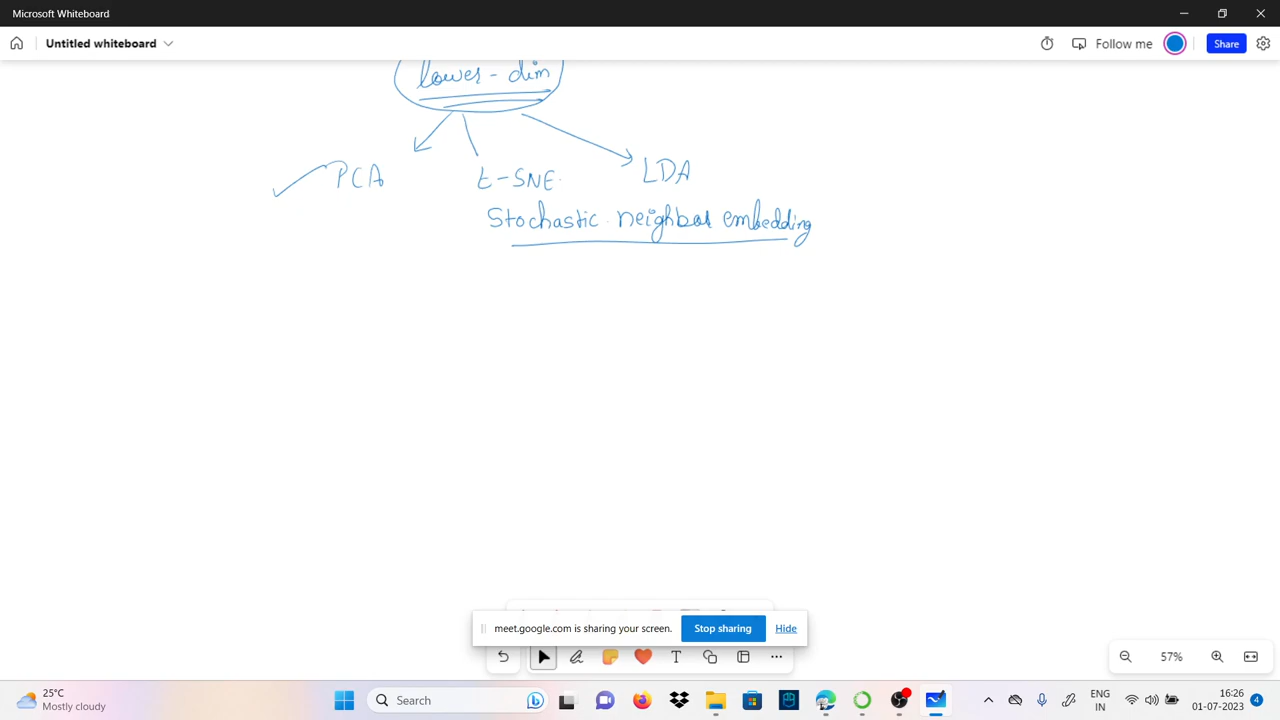 Microsoft Whiteboard
Untitled whiteboard
Follow me
Share
lower - dim
PCA
t-SNE
LDA
Stochastic neighbor embedding
meet.google.com is sharing your screen.
Stop sharing
Hide
57%
25°C
Mostly cloudy
Search
ENG
IN
16:26
01-07-2023
4